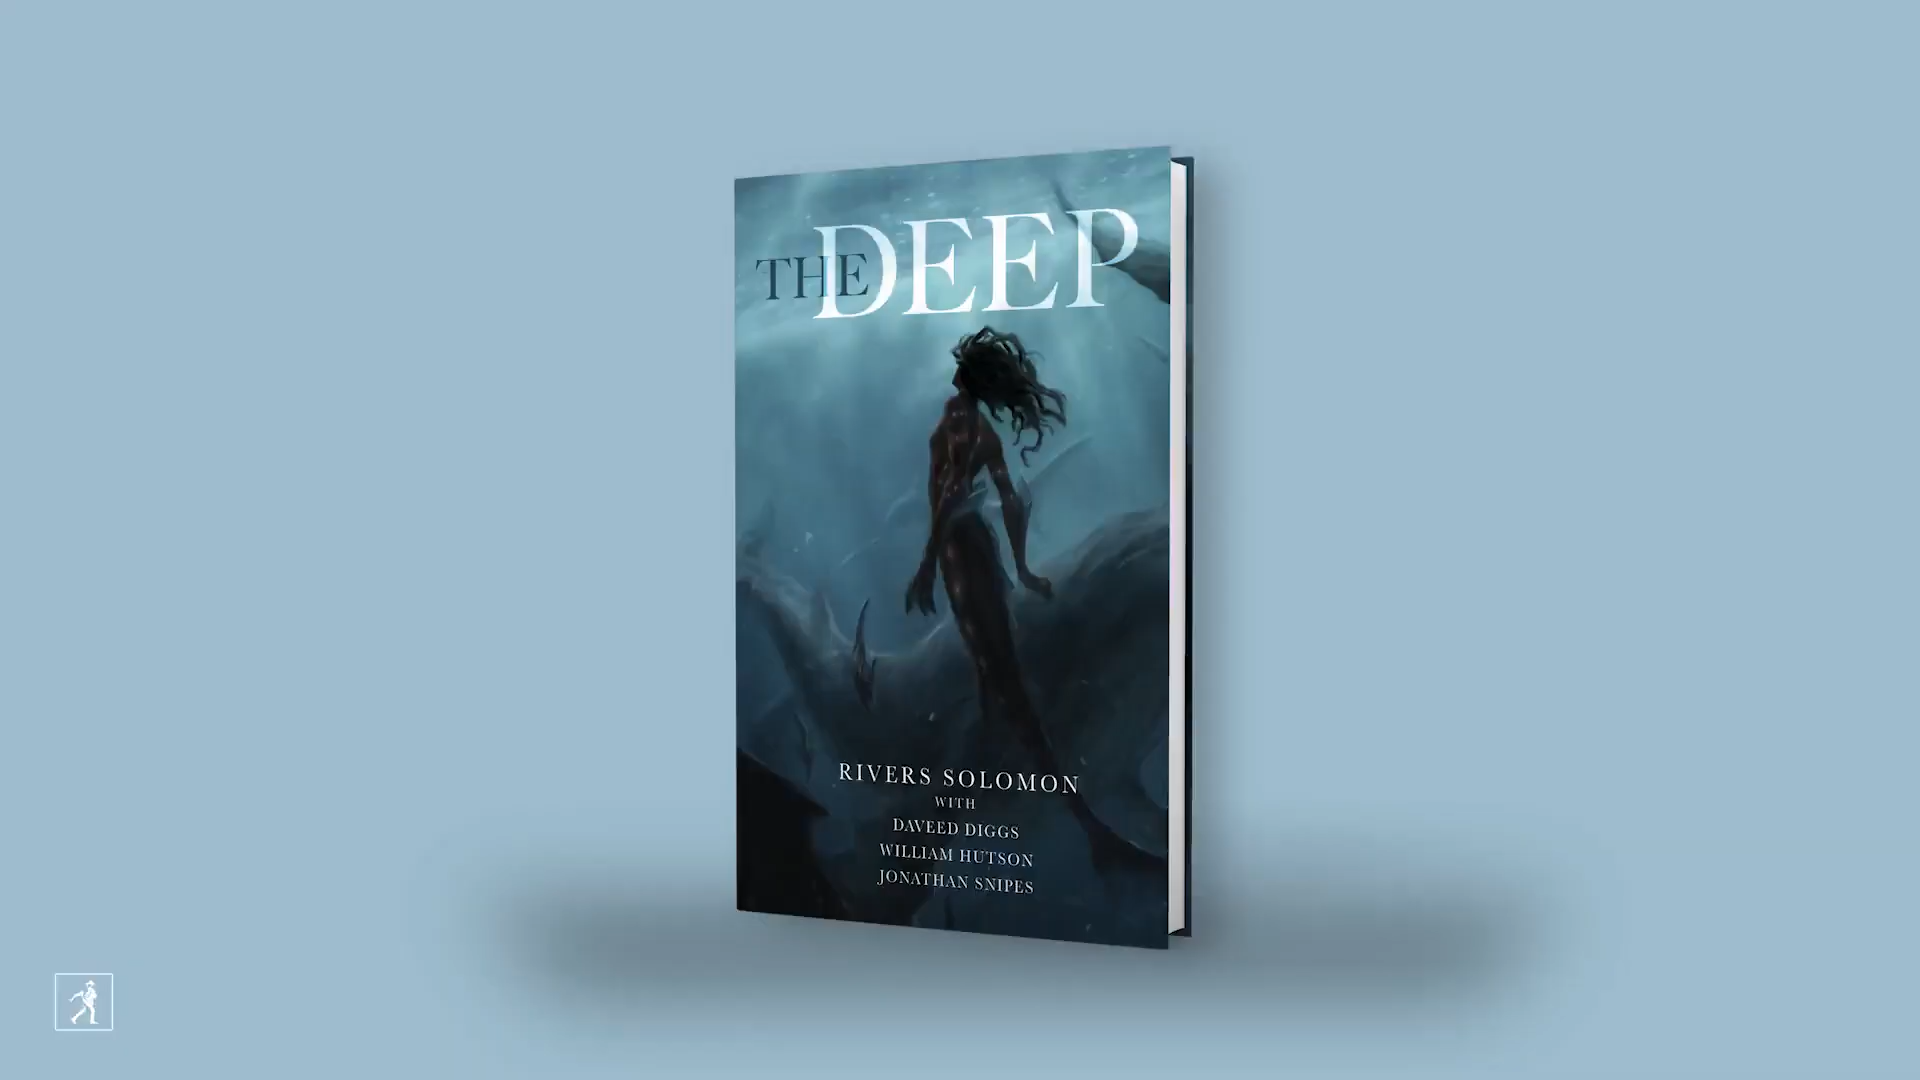 THE DEEP
RIVERS SOLOMON
WITH
DAVEED DIGGS
WILLIAM HUTSON
JONATHAN SNIPES